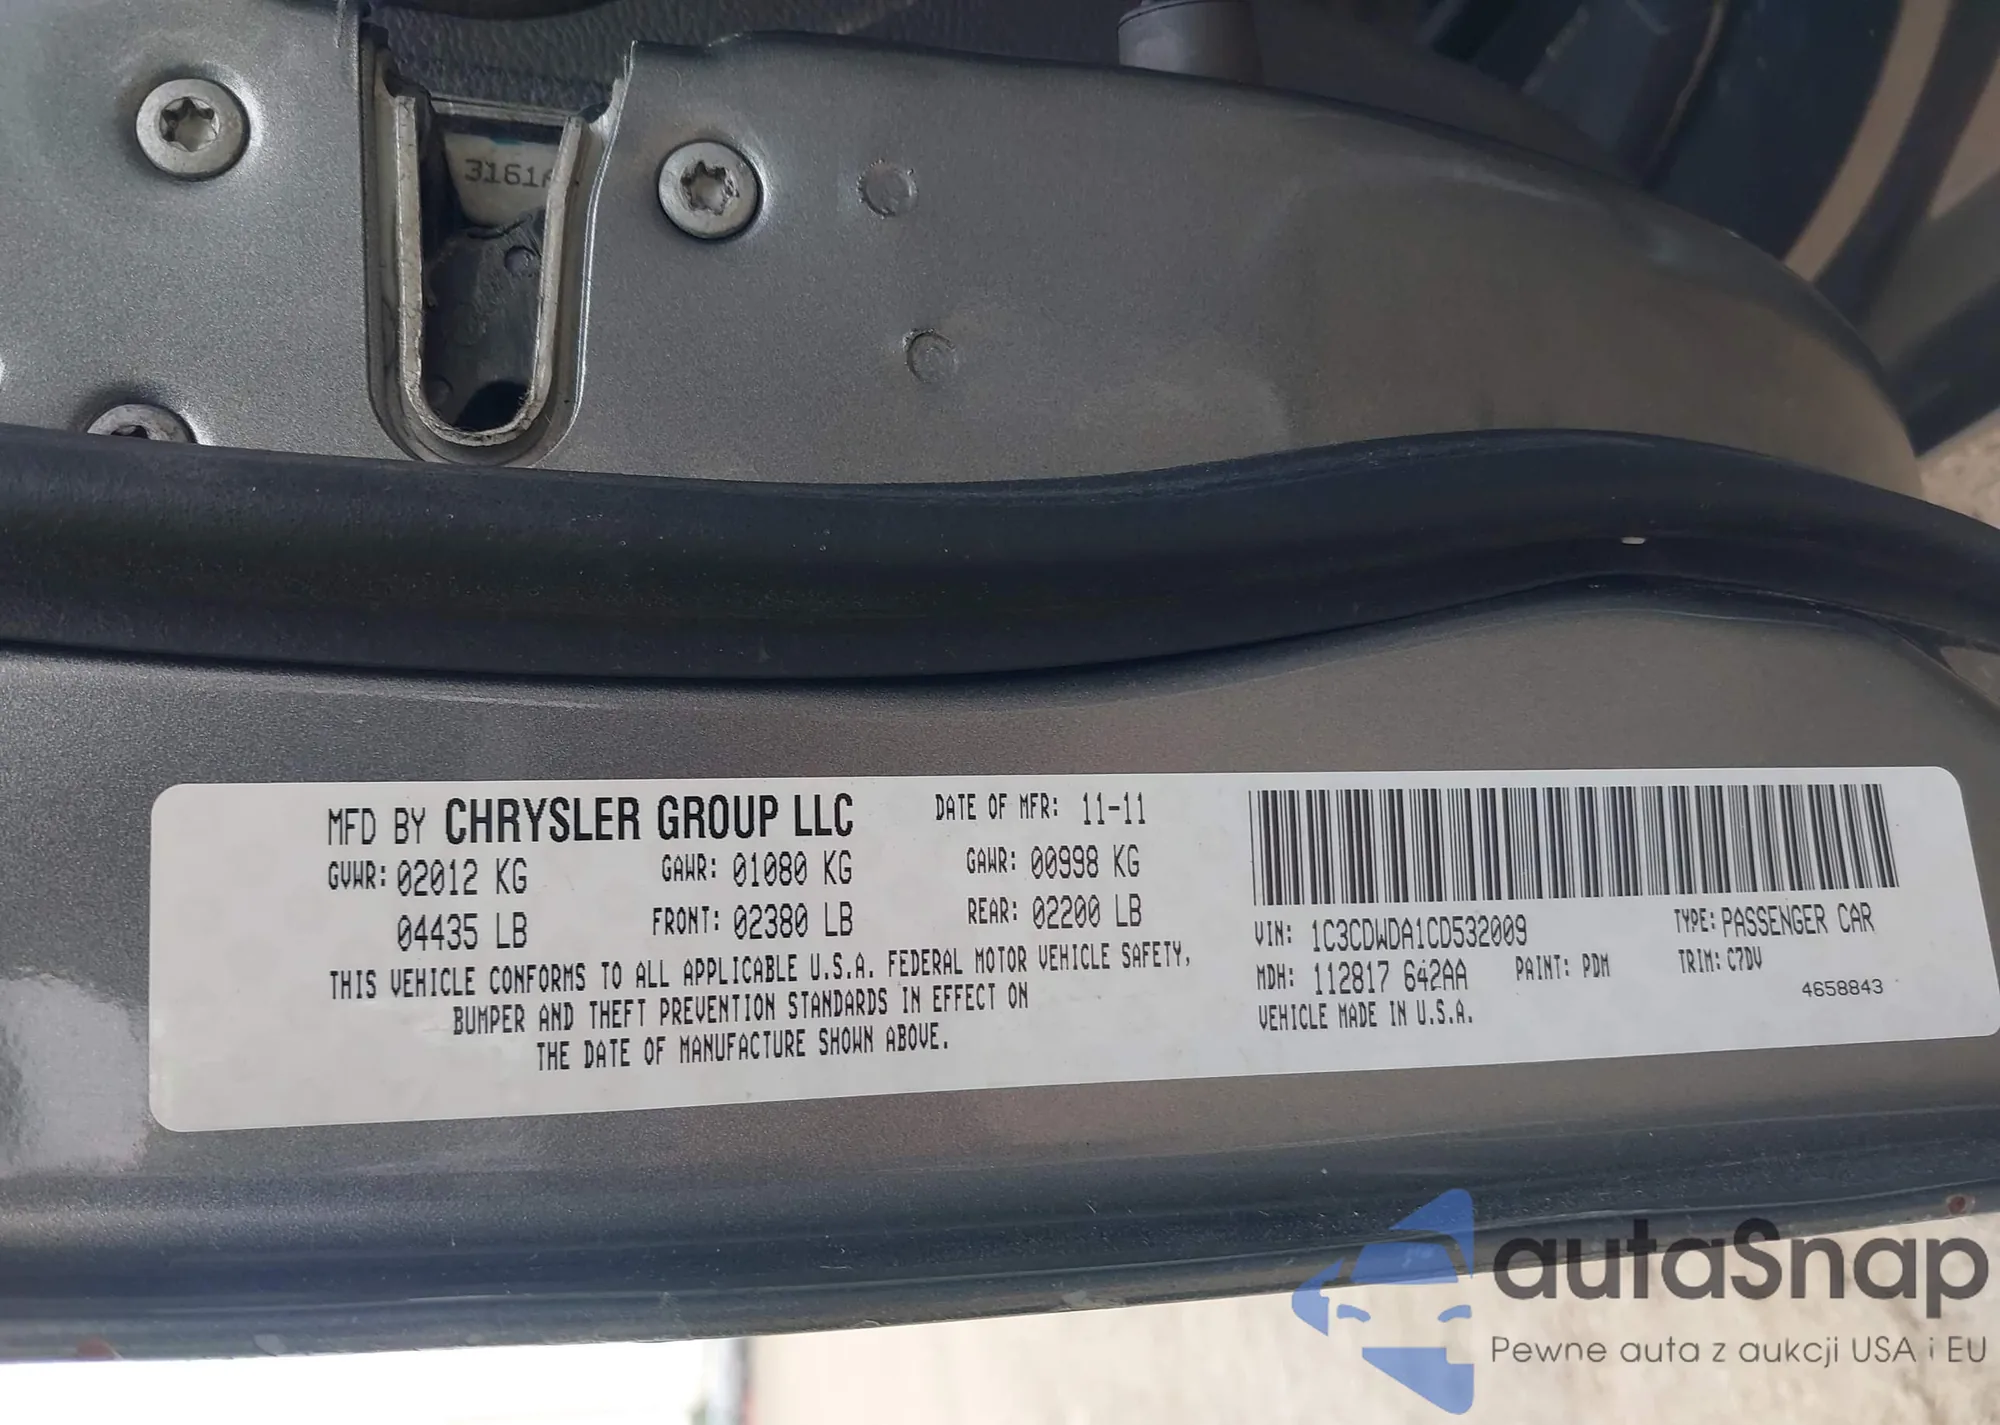 3161A
MFD BY CHRYSLER GROUP LLC DATE OF MFR: 11-11
GVWR: 02012 KG GAWR: 01080 KG GAWR: 00998 KG
04435 LB FRONT: 02380 LB REAR: 02200 LB
THIS VEHICLE CONFORMS TO ALL APPLICABLE U.S.A. FEDERAL MOTOR VEHICLE SAFETY,
BUMPER AND THEFT PREVENTION STANDARDS IN EFFECT ON
THE DATE OF MANUFACTURE SHOWN ABOVE.
VIN: 1C3CDWDA1CD532009 TYPE: PASSENGER CAR
MDH: 112817 642AA PAINT: PDM TRIM: C7DV
VEHICLE MADE IN U.S.A. 4658843
autaSnap
Pewne auta z aukcji USA i EU